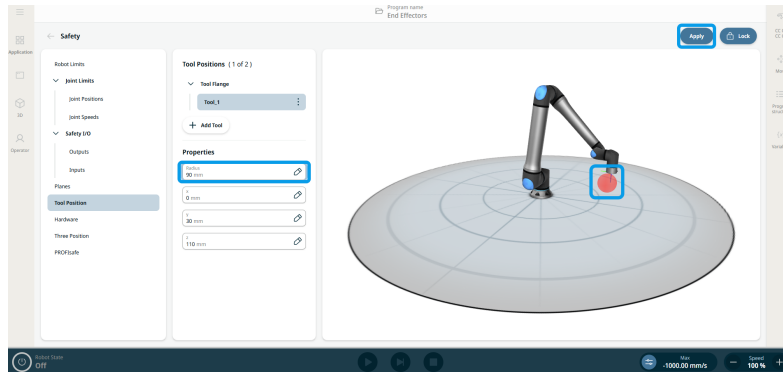 Program name
End Effectors
Safety
Apply
Lock
Application
3D
Operator
Robot Limits
Joint Limits
Joint Positions
Joint Speeds
Safety I/O
Outputs
Inputs
Planes
Tool Position
Hardware
Three Position
PROFIsafe
Tool Positions ( 1 of 2 )
Tool Flange
Tool_1
+ Add Tool
Properties
Radius
90 mm
X
0 mm
Y
30 mm
Z
110 mm
Robot State
Off
Max
-1000.00 mm/s
Speed
100 %